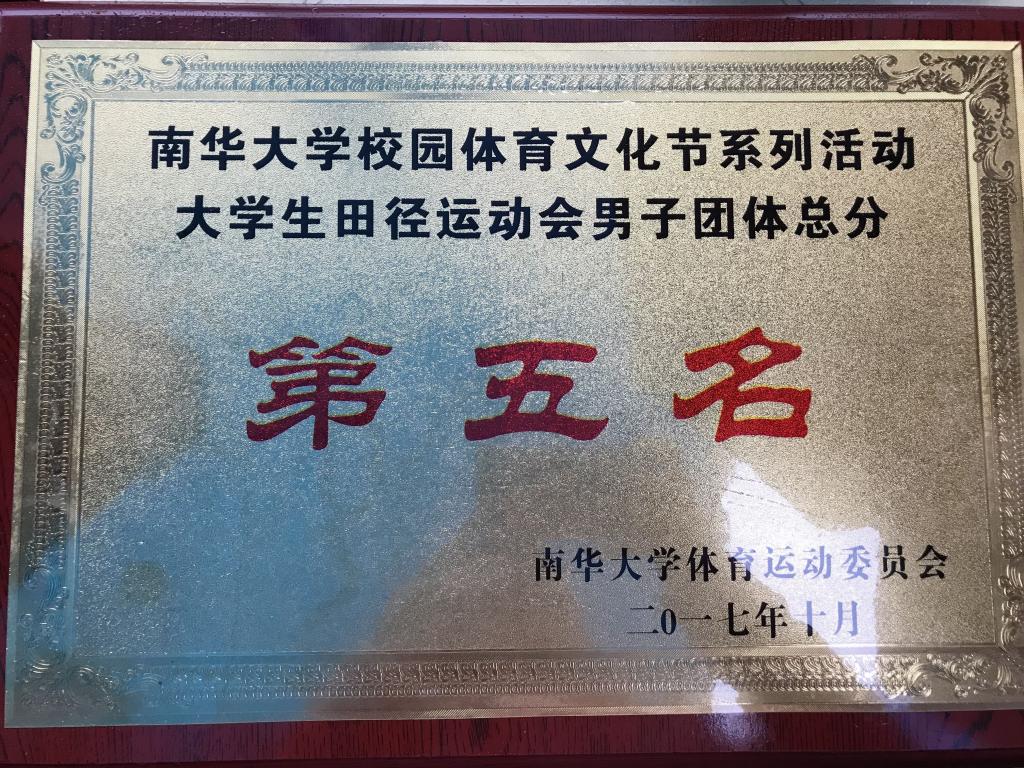 南华大学校园体育文化节系列活动
大学生田径运动会男子团体总分
第五名
南华大学体育运动委员会
二0一七年十月